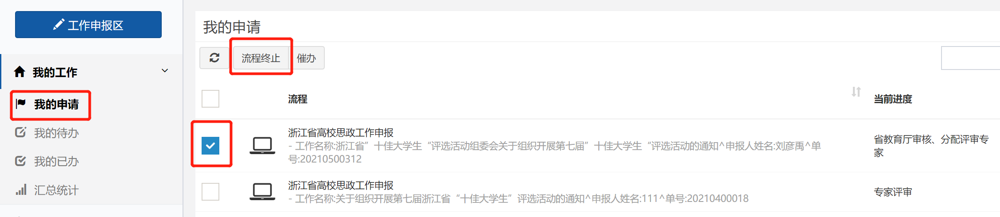 工作申报区
我的工作
我的申请
我的待办
我的已办
汇总统计
我的申请
流程终止 催办
流程 当前进度
浙江省高校思政工作申报
- 工作名称:浙江省”十佳大学生“评选活动组委会关于组织开展第七届”十佳大学生“评选活动的通知^申报人姓名:刘彦禹^单
号:20210500312
省教育厅审核、分配评审专
家
浙江省高校思政工作申报
- 工作名称:关于组织开展第七届浙江省“十佳大学生”评选活动的通知^申报人姓名:111^单号:20210400018
专家评审